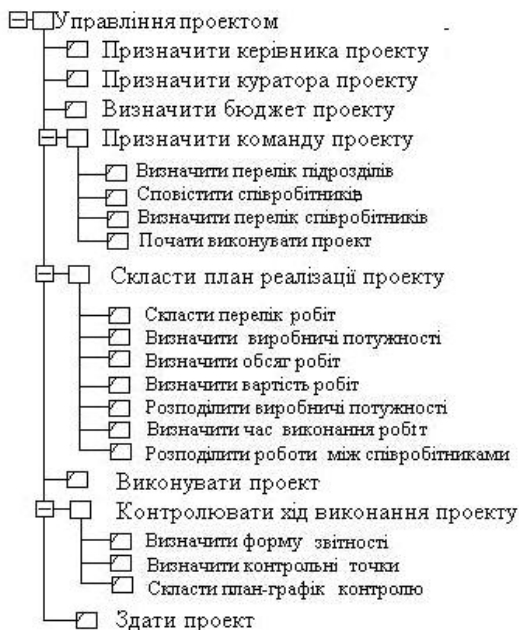 Управління проектом
Призначити керівника проекту
Призначити куратора проекту
Визначити бюджет проекту
Призначити команду проекту
Визначити перелік підрозділів
Сповістити співробітників
Визначити перелік співробітників
Почати виконувати проект
Скласти план реалізації проекту
Скласти перелік робіт
Визначити виробничі потужності
Визначити обсяг робіт
Визначити вартість робіт
Розподілити виробничі потужності
Визначити час виконання робіт
Розподілити роботи між співробітниками
Виконувати проект
Контролювати хід виконання проекту
Визначити форму звітності
Визначити контрольні точки
Скласти план-графік контролю
Здати проект